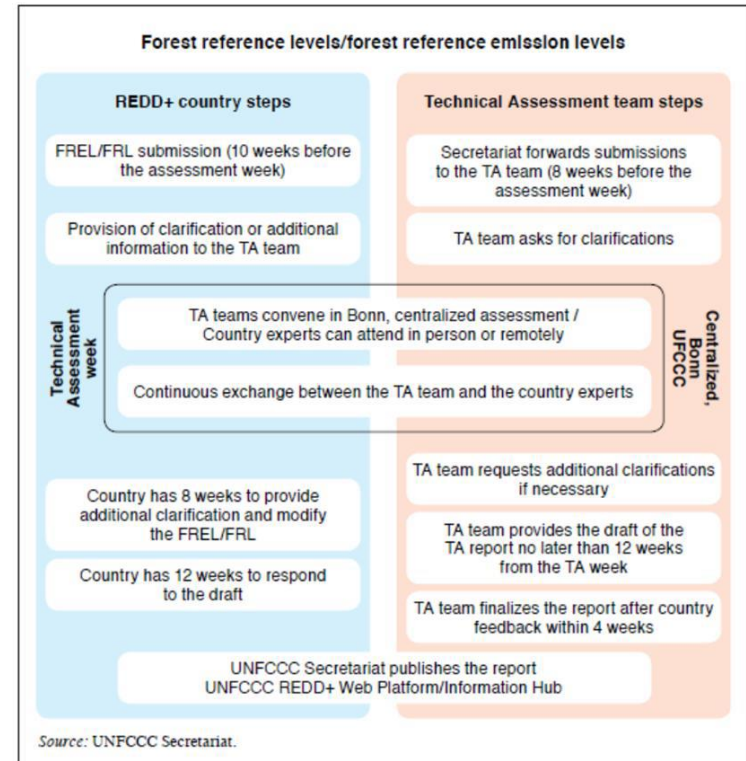 Forest reference levels/forest reference emission levels
REDD+ country steps
FREL/FRL submission (10 weeks before
the assessment week)
Provision of clarification or additional
information to the TA team
Technical Assessment team steps
Secretariat forwards submissions
to the TA team (8 weeks before the
assessment week)
TA team asks for clarifications
Technical
Assessment
week
TA teams convene in Bonn, centralized assessment /
Country experts can attend in person or remotely
Continuous exchange between the TA team and the country experts
Centralized,
Bonn
UFCCC
Country has 8 weeks to provide
additional clarification and modify
the FREL/FRL
Country has 12 weeks to respond
to the draft
TA team requests additional clarifications
if necessary
TA team provides the draft of the
TA report no later than 12 weeks
from the TA week
TA team finalizes the report after country
feedback within 4 weeks
UNFCCC Secretariat publishes the report
UNFCCC REDD+ Web Platform/Information Hub
Source: UNFCCC Secretariat.